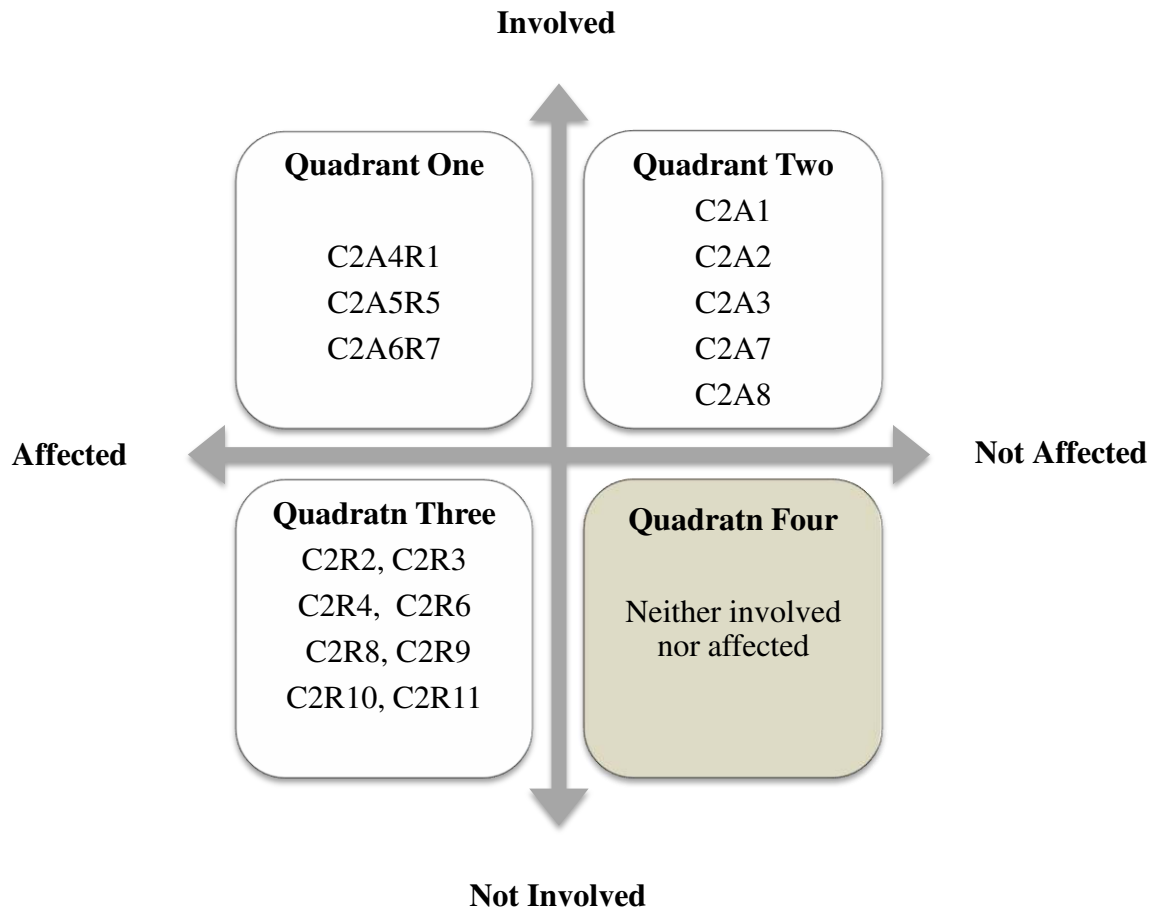 Involved
Quadrant One
C2A4R1
C2A5R5
C2A6R7
Quadrant Two
C2A1
C2A2
C2A3
C2A7
C2A8
Affected
Not Affected
Quadratn Three
C2R2, C2R3
C2R4, C2R6
C2R8, C2R9
C2R10, C2R11
Quadratn Four
Neither involved
nor affected
Not Involved